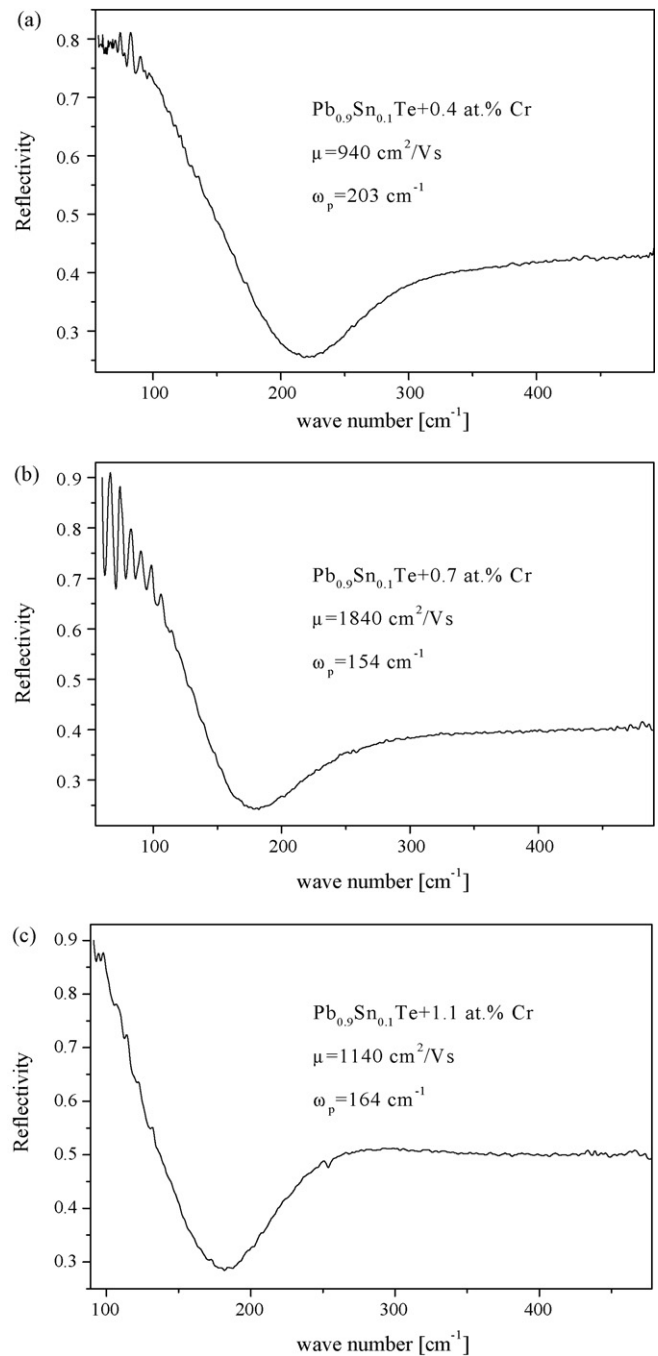 (a)
0.8
0.7
0.6
0.5
0.4
0.3
Reflectivity
Pb₀.₉Sn₀.₁Te+0.4 at.% Cr
μ=940 cm²/Vs
ωₚ=203 cm⁻¹
100 200 300 400
wave number [cm⁻¹]
(b)
0.9
0.8
0.7
0.6
0.5
0.4
0.3
Reflectivity
Pb₀.₉Sn₀.₁Te+0.7 at.% Cr
μ=1840 cm²/Vs
ωₚ=154 cm⁻¹
100 200 300 400
wave number [cm⁻¹]
(c)
0.9
0.8
0.7
0.6
0.5
0.4
0.3
Reflectivity
Pb₀.₉Sn₀.₁Te+1.1 at.% Cr
μ=1140 cm²/Vs
ωₚ=164 cm⁻¹
100 200 300 400
wave number [cm⁻¹]